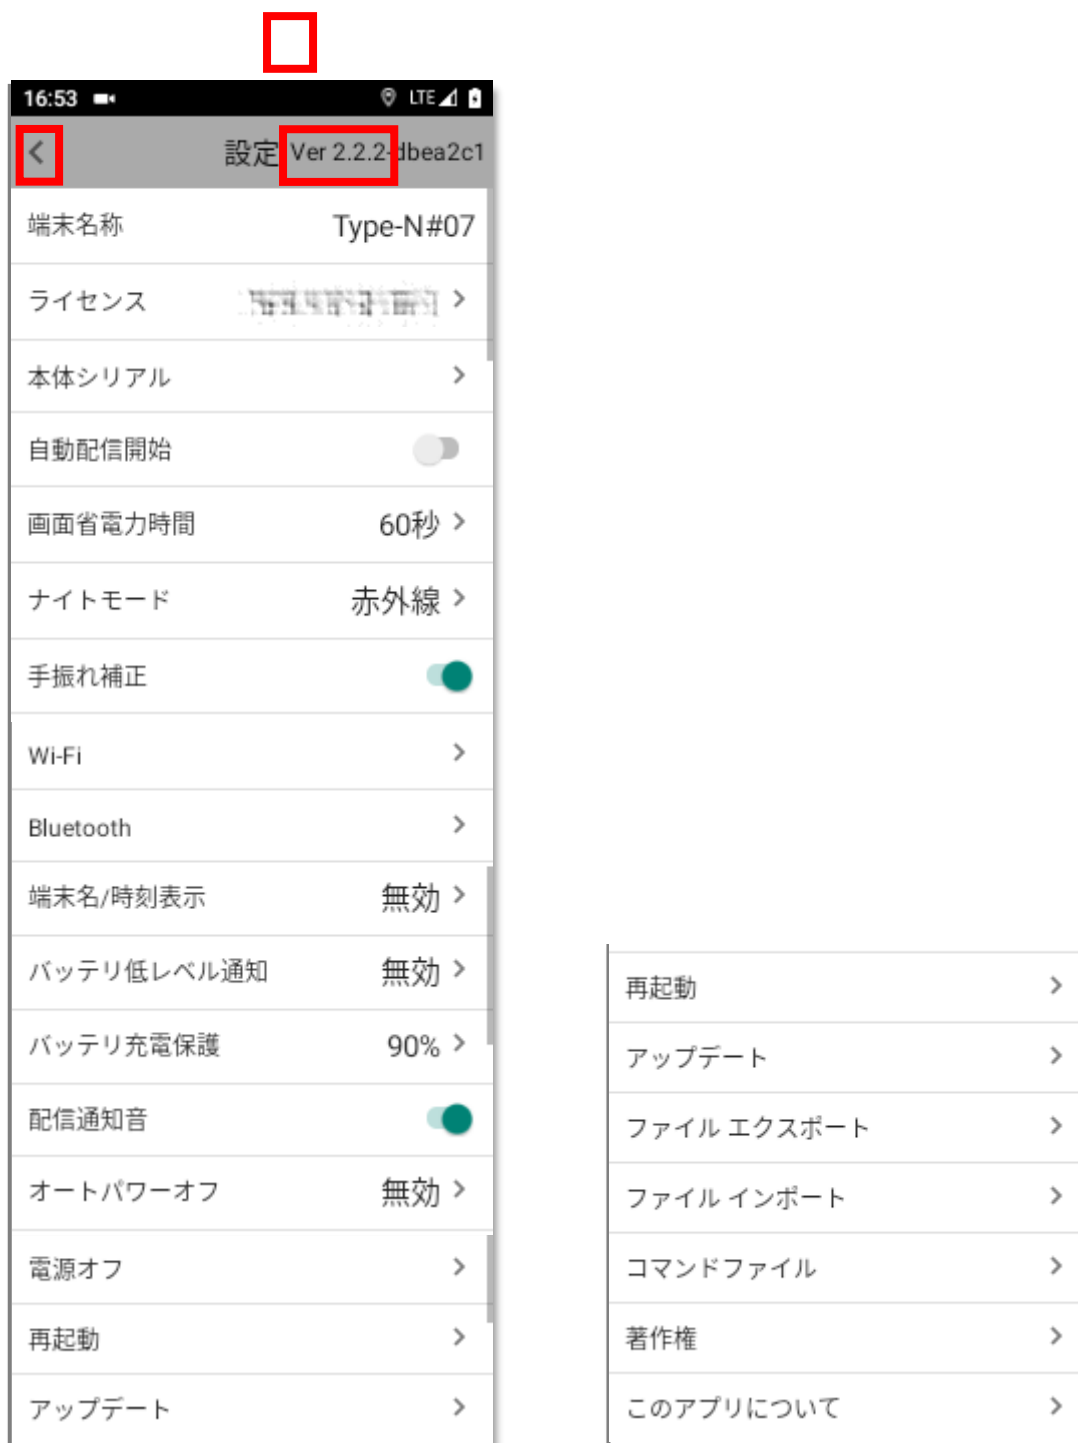 16:53 LTE
設定 Ver 2.2.2-dbea2c1
端末名称 Type-N#07
ライセンス
本体シリアル
自動配信開始
画面省電力時間 60秒
ナイトモード 赤外線
手振れ補正
Wi-Fi
Bluetooth
端末名/時刻表示 無効
バッテリ低レベル通知 無効
バッテリ充電保護 90%
配信通知音
オートパワーオフ 無効
電源オフ
再起動
アップデート
再起動
アップデート
ファイル エクスポート
ファイル インポート
コマンドファイル
著作権
このアプリについて